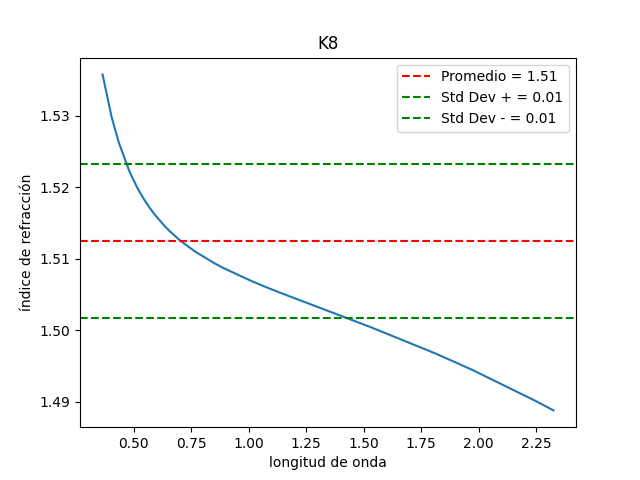 K8
Promedio = 1.51
Std Dev + = 0.01
Std Dev - = 0.01
índice de refracción
1.53
1.52
1.51
1.50
1.49
0.50 0.75 1.00 1.25 1.50 1.75 2.00 2.25
longitud de onda